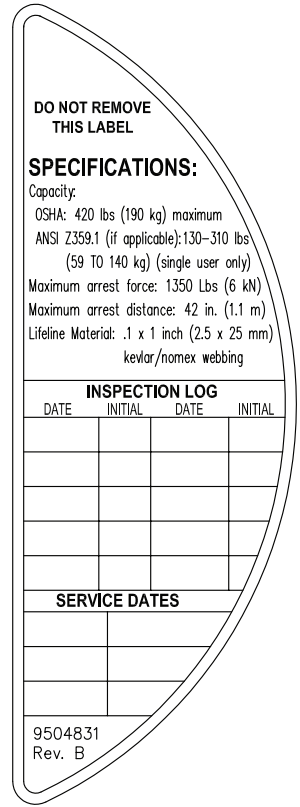 DO NOT REMOVE
THIS LABEL
SPECIFICATIONS:
Capacity:
OSHA: 420 lbs (190 kg) maximum
ANSI Z359.1 (if applicable):130-310 lbs
(59 TO 140 kg) (single user only)
Maximum arrest force: 1350 Lbs (6 kN)
Maximum arrest distance: 42 in. (1.1 m)
Lifeline Material: .1 x 1 inch (2.5 x 25 mm)
kevlar/nomex webbing
INSPECTION LOG
DATE INITIAL DATE INITIAL
SERVICE DATES
9504831
Rev. B